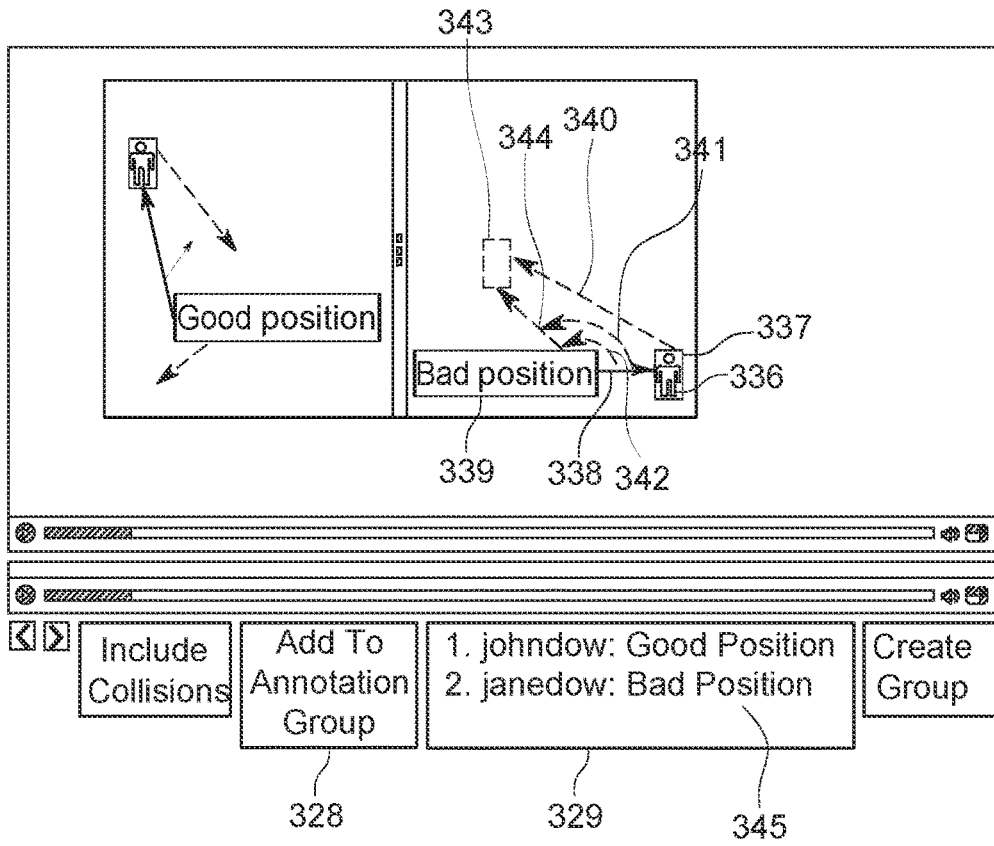 343
344
340
341
Good position
337
Bad position
336
339
338
342
Include
Collisions
Add To
Annotation
Group
1. johndow: Good Position
2. janedow: Bad Position
Create
Group
328
329
345